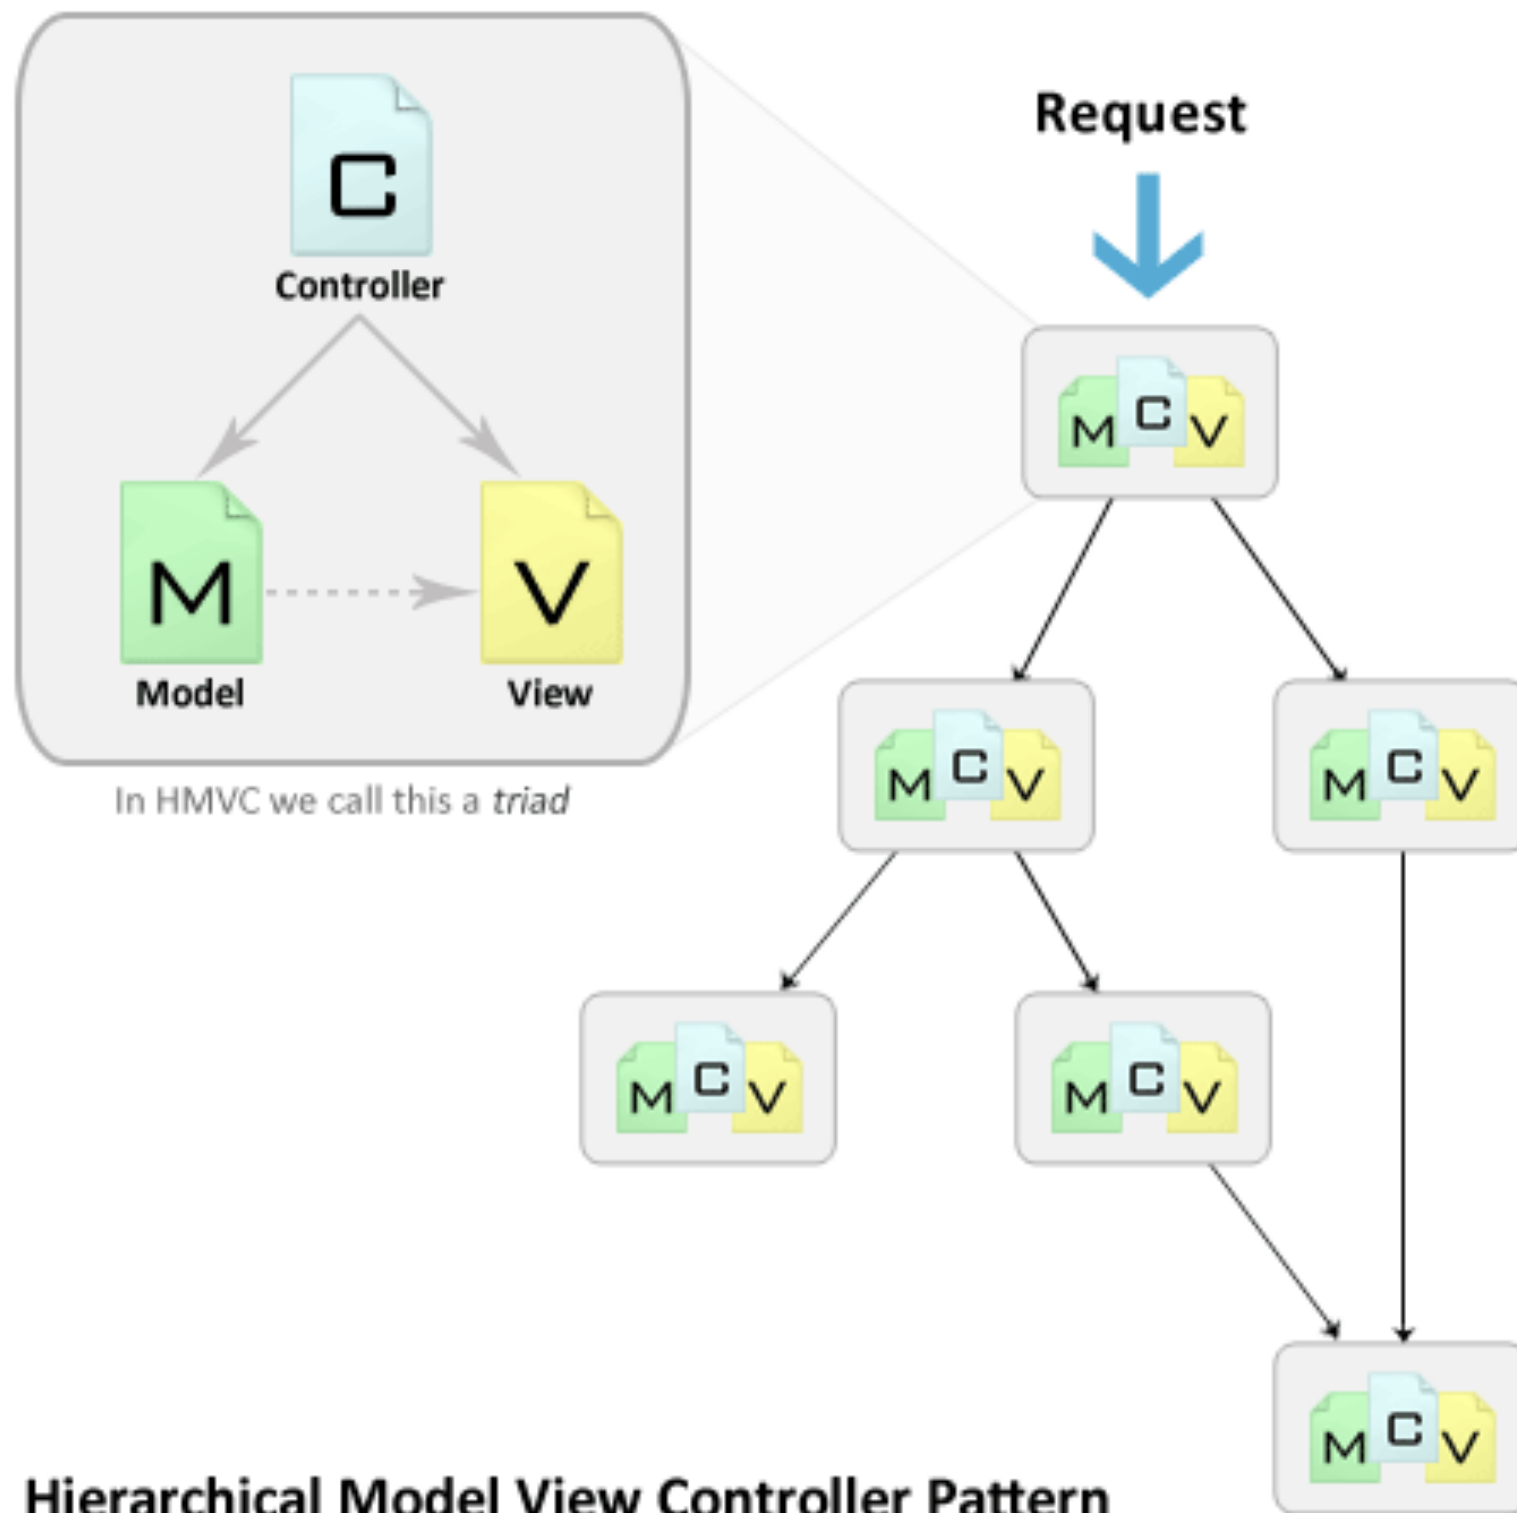 C
Controller
M
V
Model
View
In HMVC we call this a triad
Request
M C V
M C V
M C V
M C V
M C V
M C V
Hierarchical Model View Controller Pattern